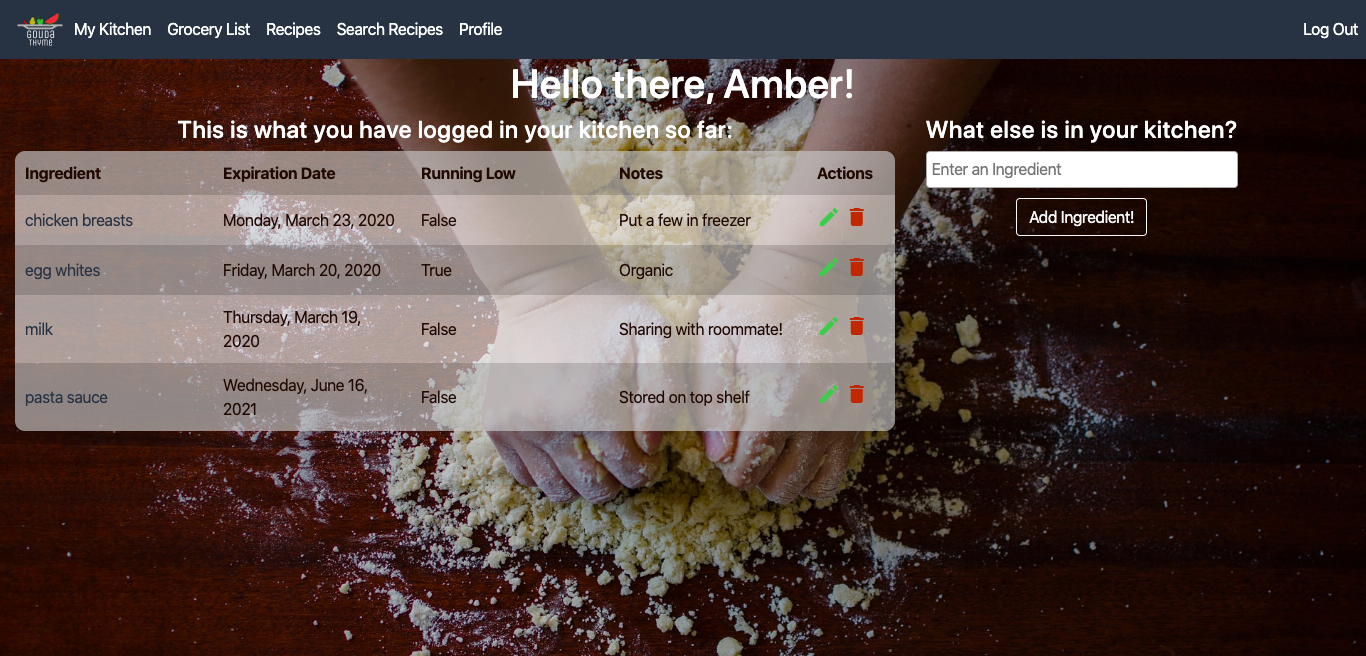 GOUDA
THYME
My Kitchen Grocery List Recipes Search Recipes Profile Log Out
Hello there, Amber!
This is what you have logged in your kitchen so far:
Ingredient Expiration Date Running Low Notes Actions
chicken breasts Monday, March 23, 2020 False Put a few in freezer
egg whites Friday, March 20, 2020 True Organic
milk Thursday, March 19, 2020 False Sharing with roommate!
pasta sauce Wednesday, June 16, 2021 False Stored on top shelf
What else is in your kitchen?
Enter an Ingredient
Add Ingredient!